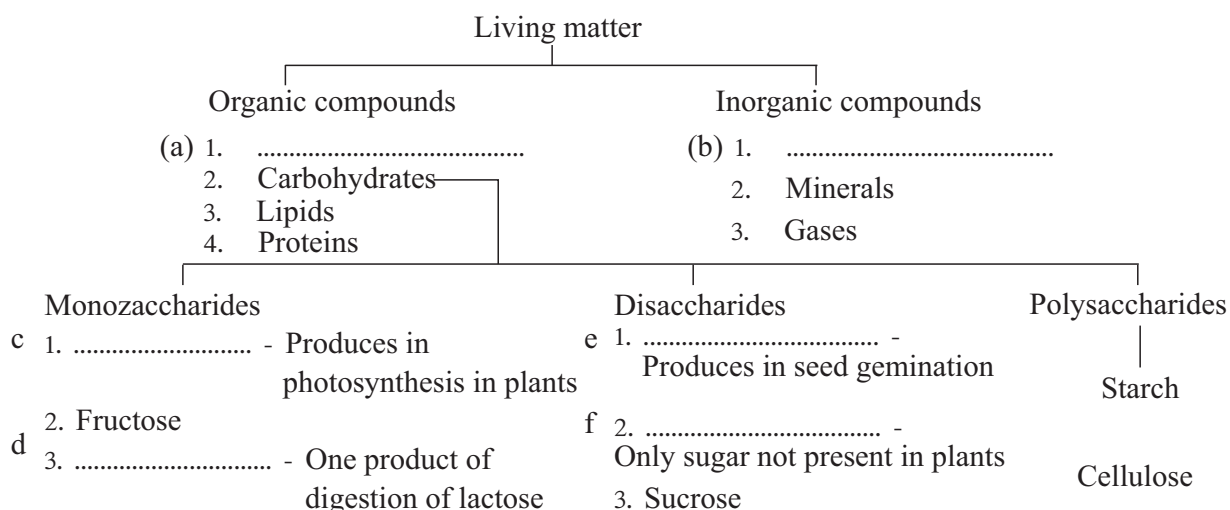 Living matter
Organic compounds Inorganic compounds
(a) 1. ....................................... (b) 1. .......................................
2. Carbohydrates 2. Minerals
3. Lipids 3. Gases
4. Proteins
Monozaccharides Disaccharides Polysaccharides
c 1. .......................... - Produces in e 1. .................................. -
photosynthesis in plants Produces in seed gemination
Starch
2. Fructose f 2. .................................. -
d 3. ............................. - One product of Only sugar not present in plants
digestion of lactose 3. Sucrose
Cellulose